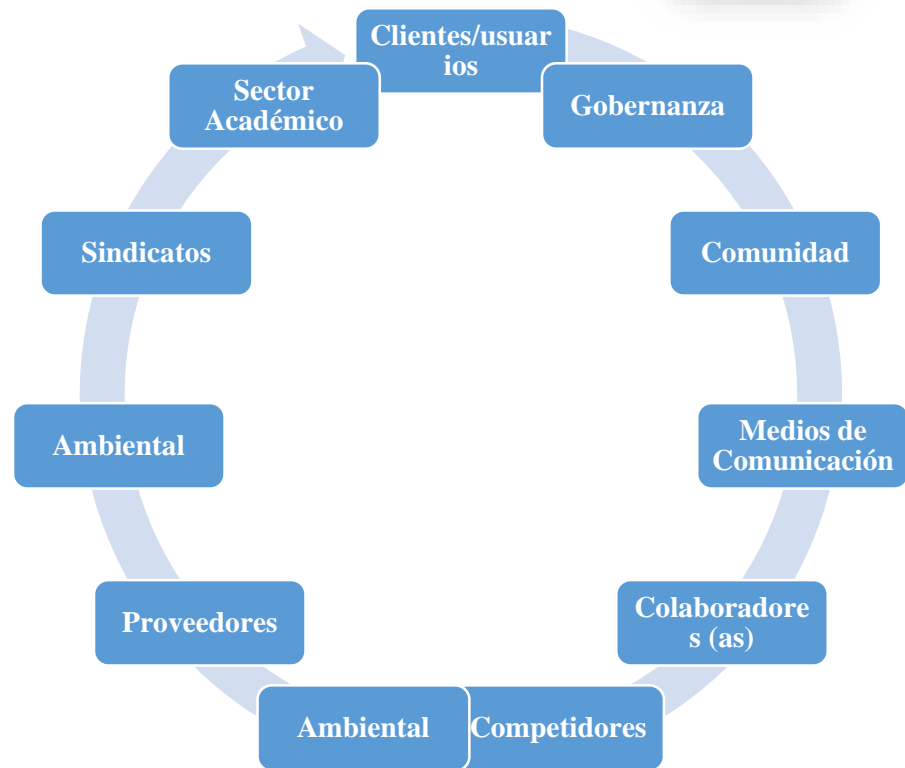 Clientes/usuar
ios
Gobernanza
Comunidad
Medios de
Comunicación
Colaboradore
s (as)
Competidores
Ambiental
Proveedores
Ambiental
Sindicatos
Sector
Académico